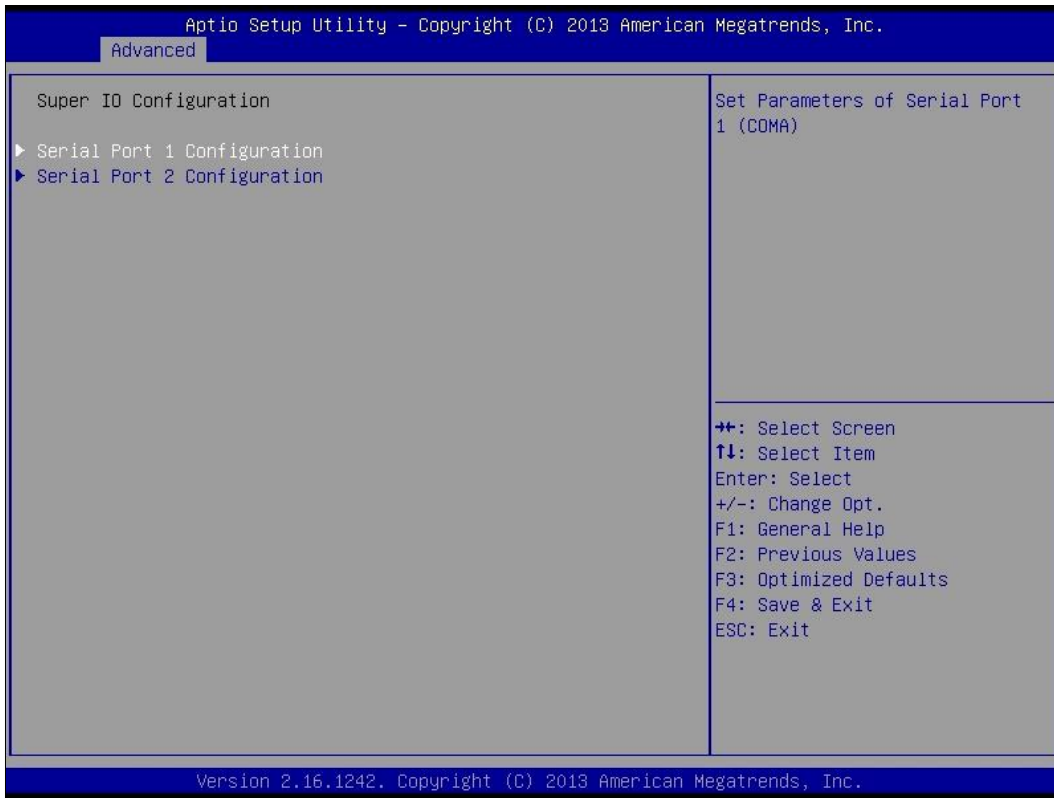 Aptio Setup Utility – Copyright (C) 2013 American Megatrends, Inc.
Advanced
Super IO Configuration
▶ Serial Port 1 Configuration
▶ Serial Port 2 Configuration
Set Parameters of Serial Port
1 (COMA)
→←: Select Screen
↑↓: Select Item
Enter: Select
+/-: Change Opt.
F1: General Help
F2: Previous Values
F3: Optimized Defaults
F4: Save & Exit
ESC: Exit
Version 2.16.1242. Copyright (C) 2013 American Megatrends, Inc.